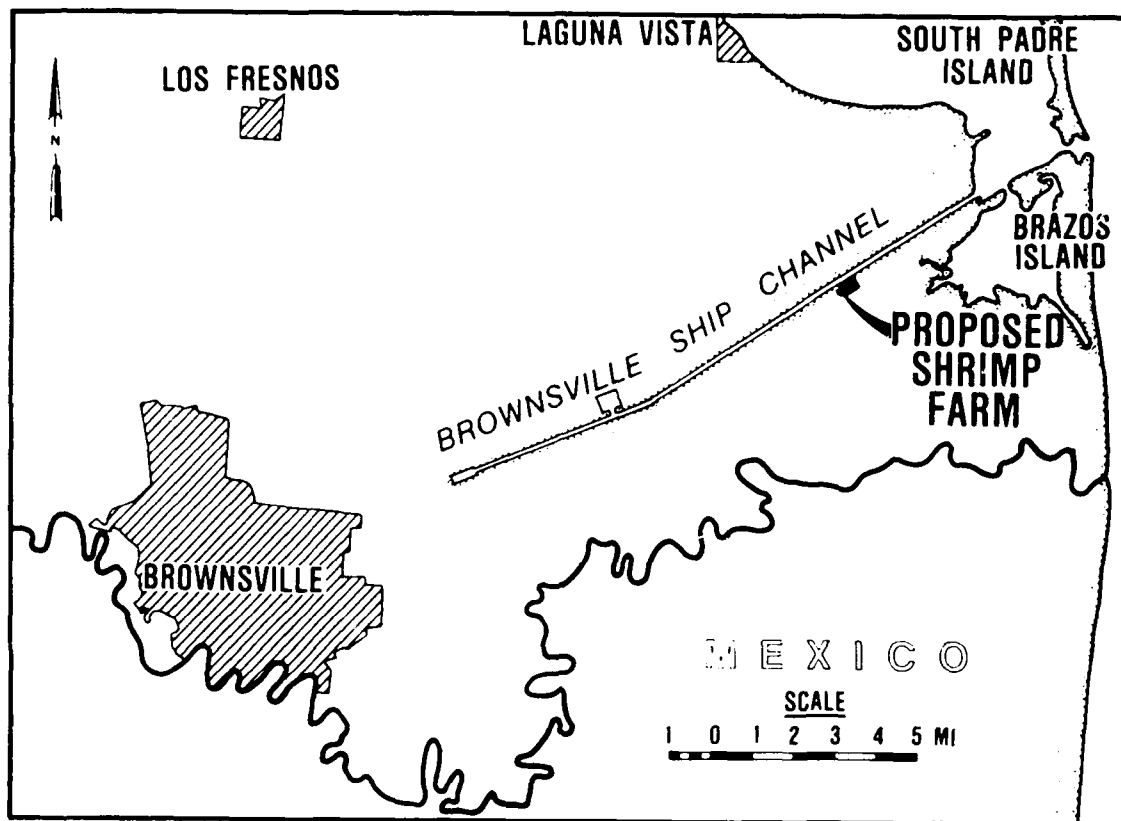 LAGUNA VISTA
SOUTH PADRE
ISLAND
LOS FRESNOS
N
BRAZOS
ISLAND
BROWNSVILLE SHIP CHANNEL
PROPOSED
SHRIMP
FARM
BROWNSVILLE
MEXICO
SCALE
1 0 1 2 3 4 5 MI